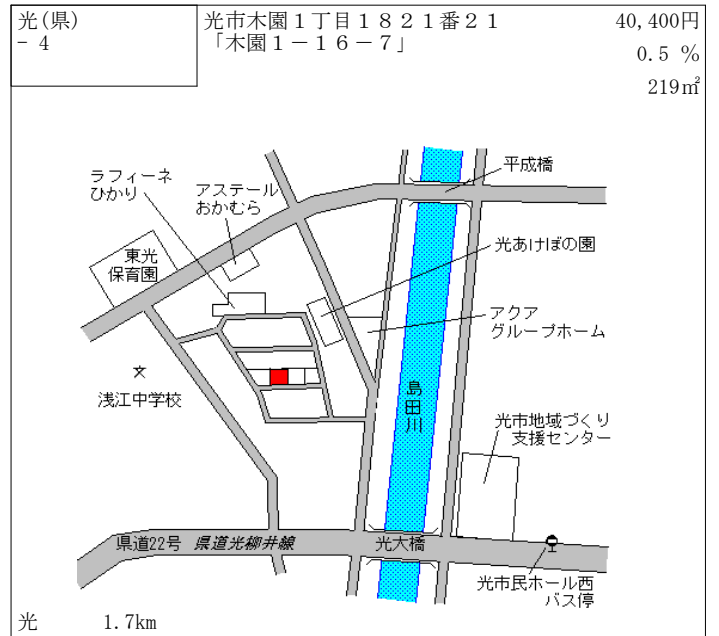 光(県)
- 4
光市木園１丁目１８２１番２１
「木園１－１６－７」
40,400円
0.5 %
219㎡
平成橋
ラフィーネ
ひかり
アステール
おかむら
東光
保育園
光あけぼの園
アクア
グループホーム
浅江中学校
島田川
光市地域づくり
支援センター
県道22号 県道光柳井線
光大橋
光市民ホール西
バス停
光 1.7km